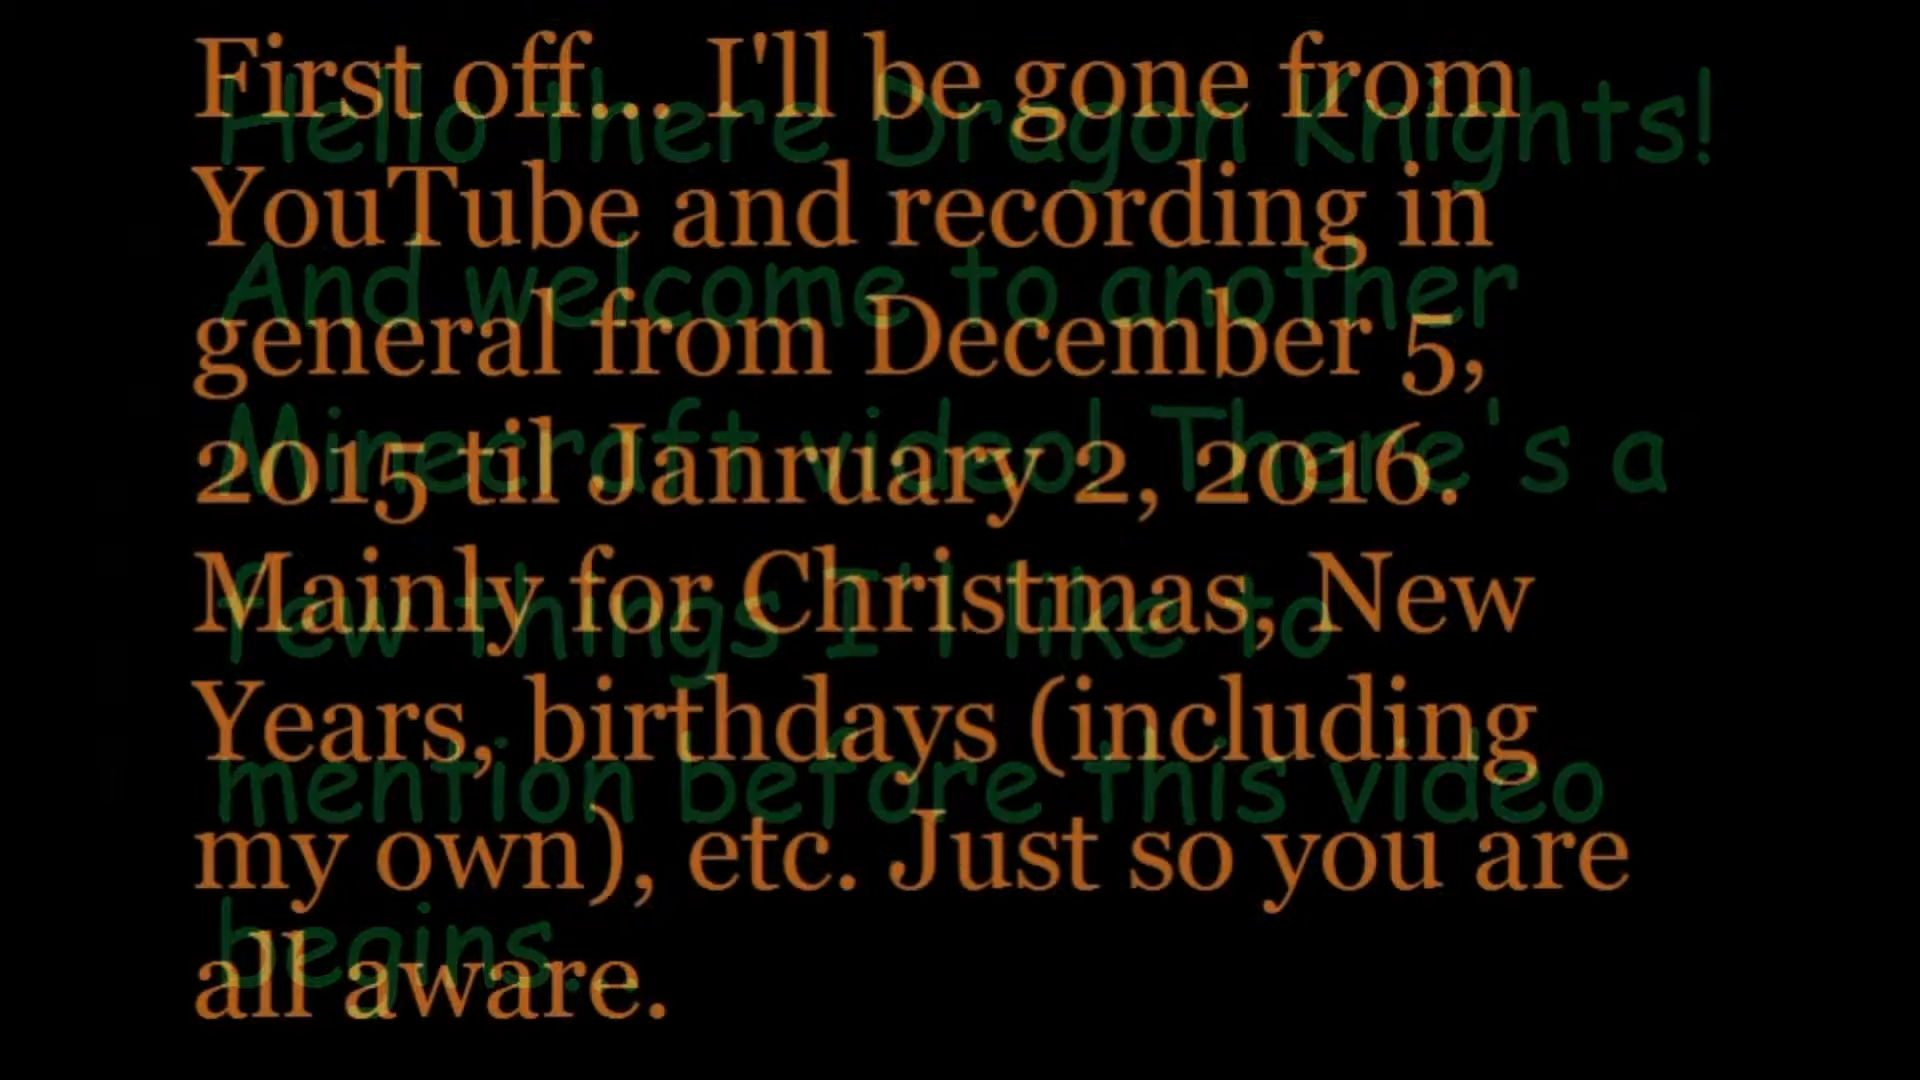 First off... I'll be gone from
YouTube and recording in
general from December 5,
2015 til Janruary 2, 2016.
Mainly for Christmas, New
Years, birthdays (including
my own), etc. Just so you are
all aware.
Hello there Dragon Knights!
And welcome to another
Minecraft video! There's a
few things I'll like to
mention before this video
begins.